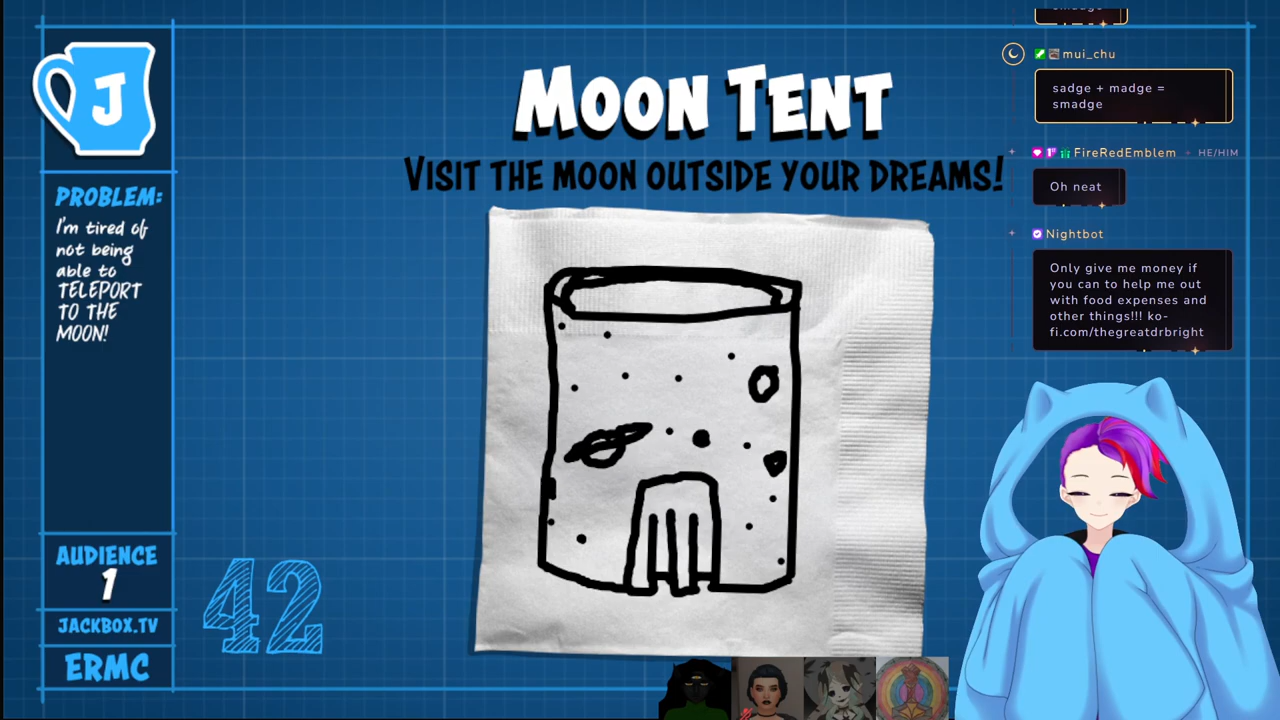 J
PROBLEM:
I'm tired of
not being
able to
TELEPORT
TO THE
MOON!
AUDIENCE
1
JACKBOX.TV
ERMC
42
MOON TENT
VISIT THE MOON OUTSIDE YOUR DREAMS!
mui_chu
sadge + madge =
smadge
FireRedEmblem HE/HIM
Oh neat
Nightbot
Only give me money if
you can to help me out
with food expenses and
other things!!! ko-
fi.com/thegreatdrbright